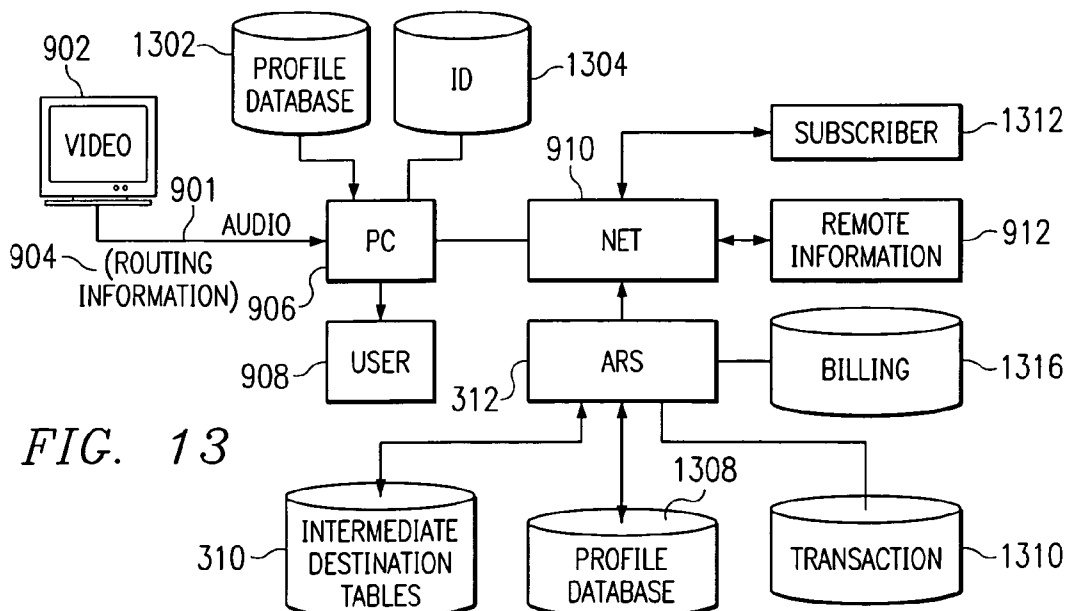 1302
902
PROFILE
DATABASE
ID
1304
VIDEO
910
SUBSCRIBER
1312
901
AUDIO
PC
NET
REMOTE
INFORMATION
912
904
(ROUTING
INFORMATION)
906
USER
908
ARS
312
BILLING
1316
FIG. 13
1308
310
INTERMEDIATE
DESTINATION
TABLES
PROFILE
DATABASE
TRANSACTION
1310